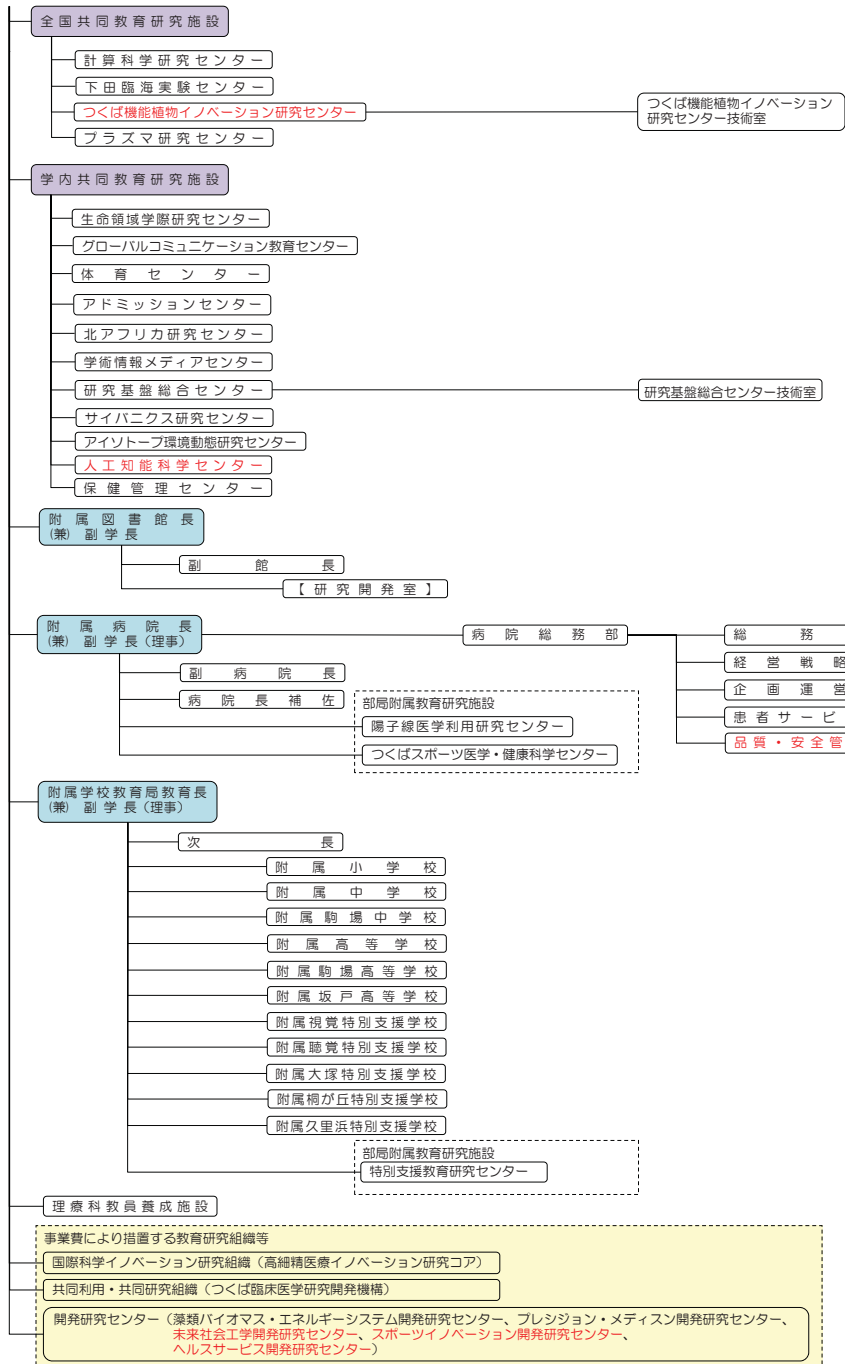 全国共同教育研究施設
計算科学研究センター
下田臨海実験センター
つくば機能植物イノベーション研究センター
つくば機能植物イノベーション
研究センター技術室
プラズマ研究センター
学内共同教育研究施設
生命領域学際研究センター
グローバルコミュニケーション教育センター
体育センター
アドミッションセンター
北アフリカ研究センター
学術情報メディアセンター
研究基盤総合センター
研究基盤総合センター技術室
サイバニクス研究センター
アイソトープ環境動態研究センター
人工知能科学センター
保健管理センター
附属図書館長
(兼) 副学長
副館長
【研究開発室】
附属病院長
(兼) 副学長(理事)
病院総務部
総務
経営戦略
企画運営
患者サービ
品質・安全管
副病院長
病院長補佐
部局附属教育研究施設
陽子線医学利用研究センター
つくばスポーツ医学・健康科学センター
附属学校教育局教育長
(兼) 副学長(理事)
次長
附属小学校
附属中学校
附属駒場中学校
附属高等学校
附属駒場高等学校
附属坂戸高等学校
附属視覚特別支援学校
附属聴覚特別支援学校
附属大塚特別支援学校
附属桐が丘特別支援学校
附属久里浜特別支援学校
部局附属教育研究施設
特別支援教育研究センター
理療科教員養成施設
事業費により措置する教育研究組織等
国際科学イノベーション研究組織(高細精医療イノベーション研究コア)
共同利用・共同研究組織(つくば臨床医学研究開発機構)
開発研究センター(藻類バイオマス・エネルギーシステム開発研究センター、プレシジョン・メディスン開発研究センター、
未来社会工学開発研究センター、スポーツイノベーション開発研究センター、
ヘルスサービス開発研究センター)